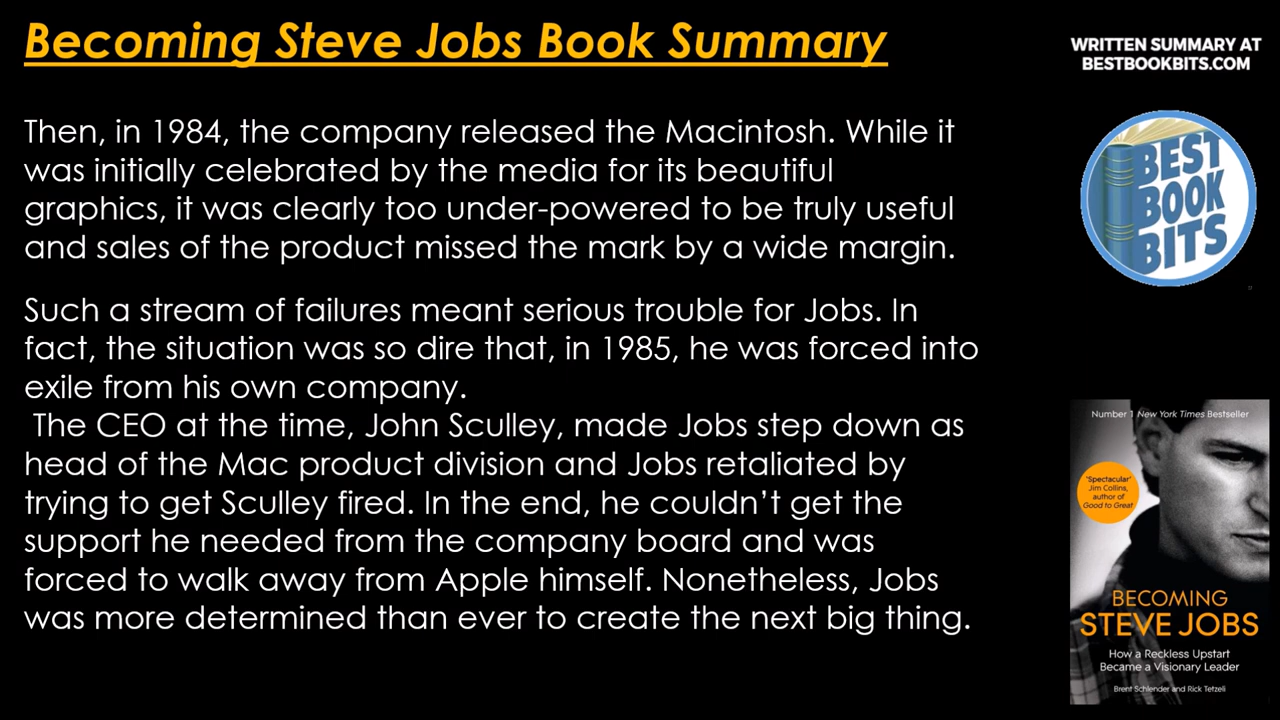 Becoming Steve Jobs Book Summary
WRITTEN SUMMARY AT
BESTBOOKBITS.COM
Then, in 1984, the company released the Macintosh. While it
was initially celebrated by the media for its beautiful
graphics, it was clearly too under-powered to be truly useful
and sales of the product missed the mark by a wide margin.
Such a stream of failures meant serious trouble for Jobs. In
fact, the situation was so dire that, in 1985, he was forced into
exile from his own company.
The CEO at the time, John Sculley, made Jobs step down as
head of the Mac product division and Jobs retaliated by
trying to get Sculley fired. In the end, he couldn’t get the
support he needed from the company board and was
forced to walk away from Apple himself. Nonetheless, Jobs
was more determined than ever to create the next big thing.
BEST
BOOK
BITS
Number 1 New York Times Bestseller
'Spectacular'
Jim Collins,
author of
Good to Great
BECOMING
STEVE JOBS
How a Reckless Upstart
Became a Visionary Leader
Brent Schlender and Rick Tetzeli